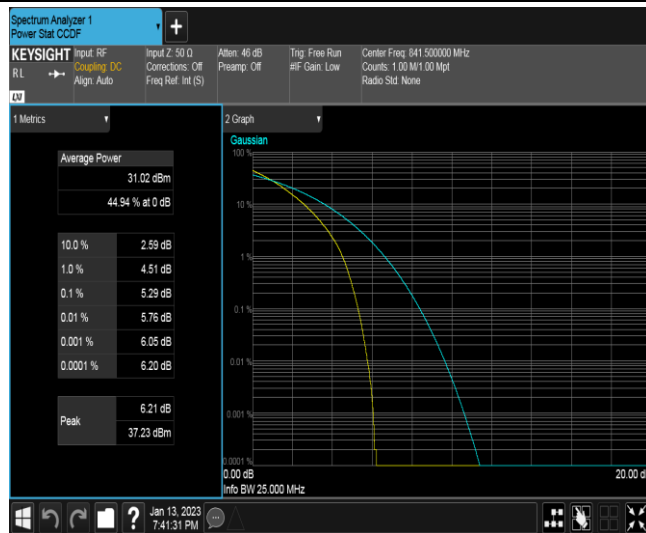 Spectrum Analyzer 1
Power Stat CCDF
+
KEYSIGHT
RL
LXI
Input: RF
Coupling: DC
Align: Auto
Input Z: 50 Ω
Corrections: Off
Freq Ref: Int (S)
Atten: 46 dB
Preamp: Off
Trig: Free Run
#IF Gain: Low
Center Freq: 841.500000 MHz
Counts: 1.00 M/1.00 Mpt
Radio Std: None
1 Metrics
Average Power
31.02 dBm
44.94 % at 0 dB
10.0 % 2.59 dB
1.0 % 4.51 dB
0.1 % 5.29 dB
0.01 % 5.76 dB
0.001 % 6.05 dB
0.0001 % 6.20 dB
Peak
6.21 dB
37.23 dBm
2 Graph
Gaussian
100 %
10 %
1 %
0.1 %
0.01 %
0.001 %
0.0001 %
0.00 dB
20.00 d
Info BW 25.000 MHz
?
Jan 13, 2023
7:41:31 PM